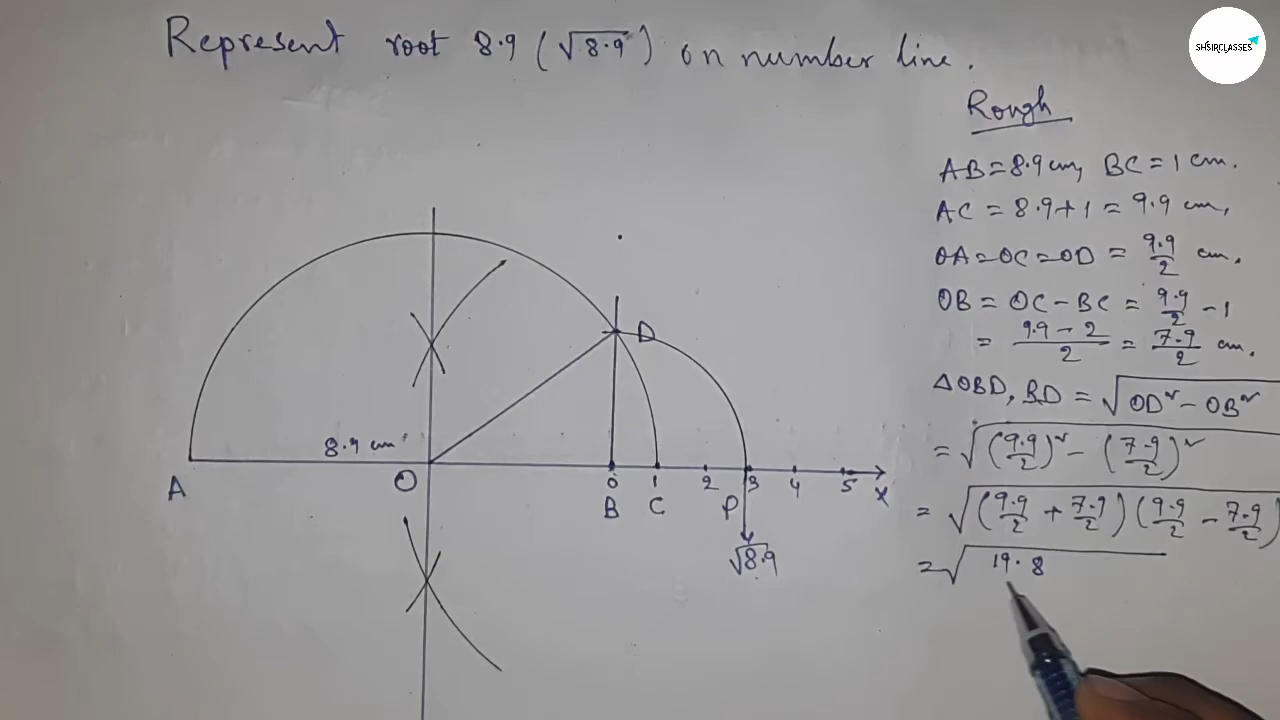 Represent root 8.9 (√8.9) on number line.
SHSIRCLASSES
Rough
AB = 8.9 cm, BC = 1 cm.
AC = 8.9 + 1 = 9.9 cm,
OA = OC = OD = 9.9/2 cm.
OB = OC - BC = 9.9/2 - 1
= (9.9 - 2)/2 = 7.9/2 cm.
△OBD, BD = √(OD² - OB²)
= √((9.9/2)² - (7.9/2)²)
= √((9.9/2 + 7.9/2)(9.9/2 - 7.9/2))
= √19.8
D
8.9 cm
A O
0 1 2 3 4 5 X
B C P
√8.9